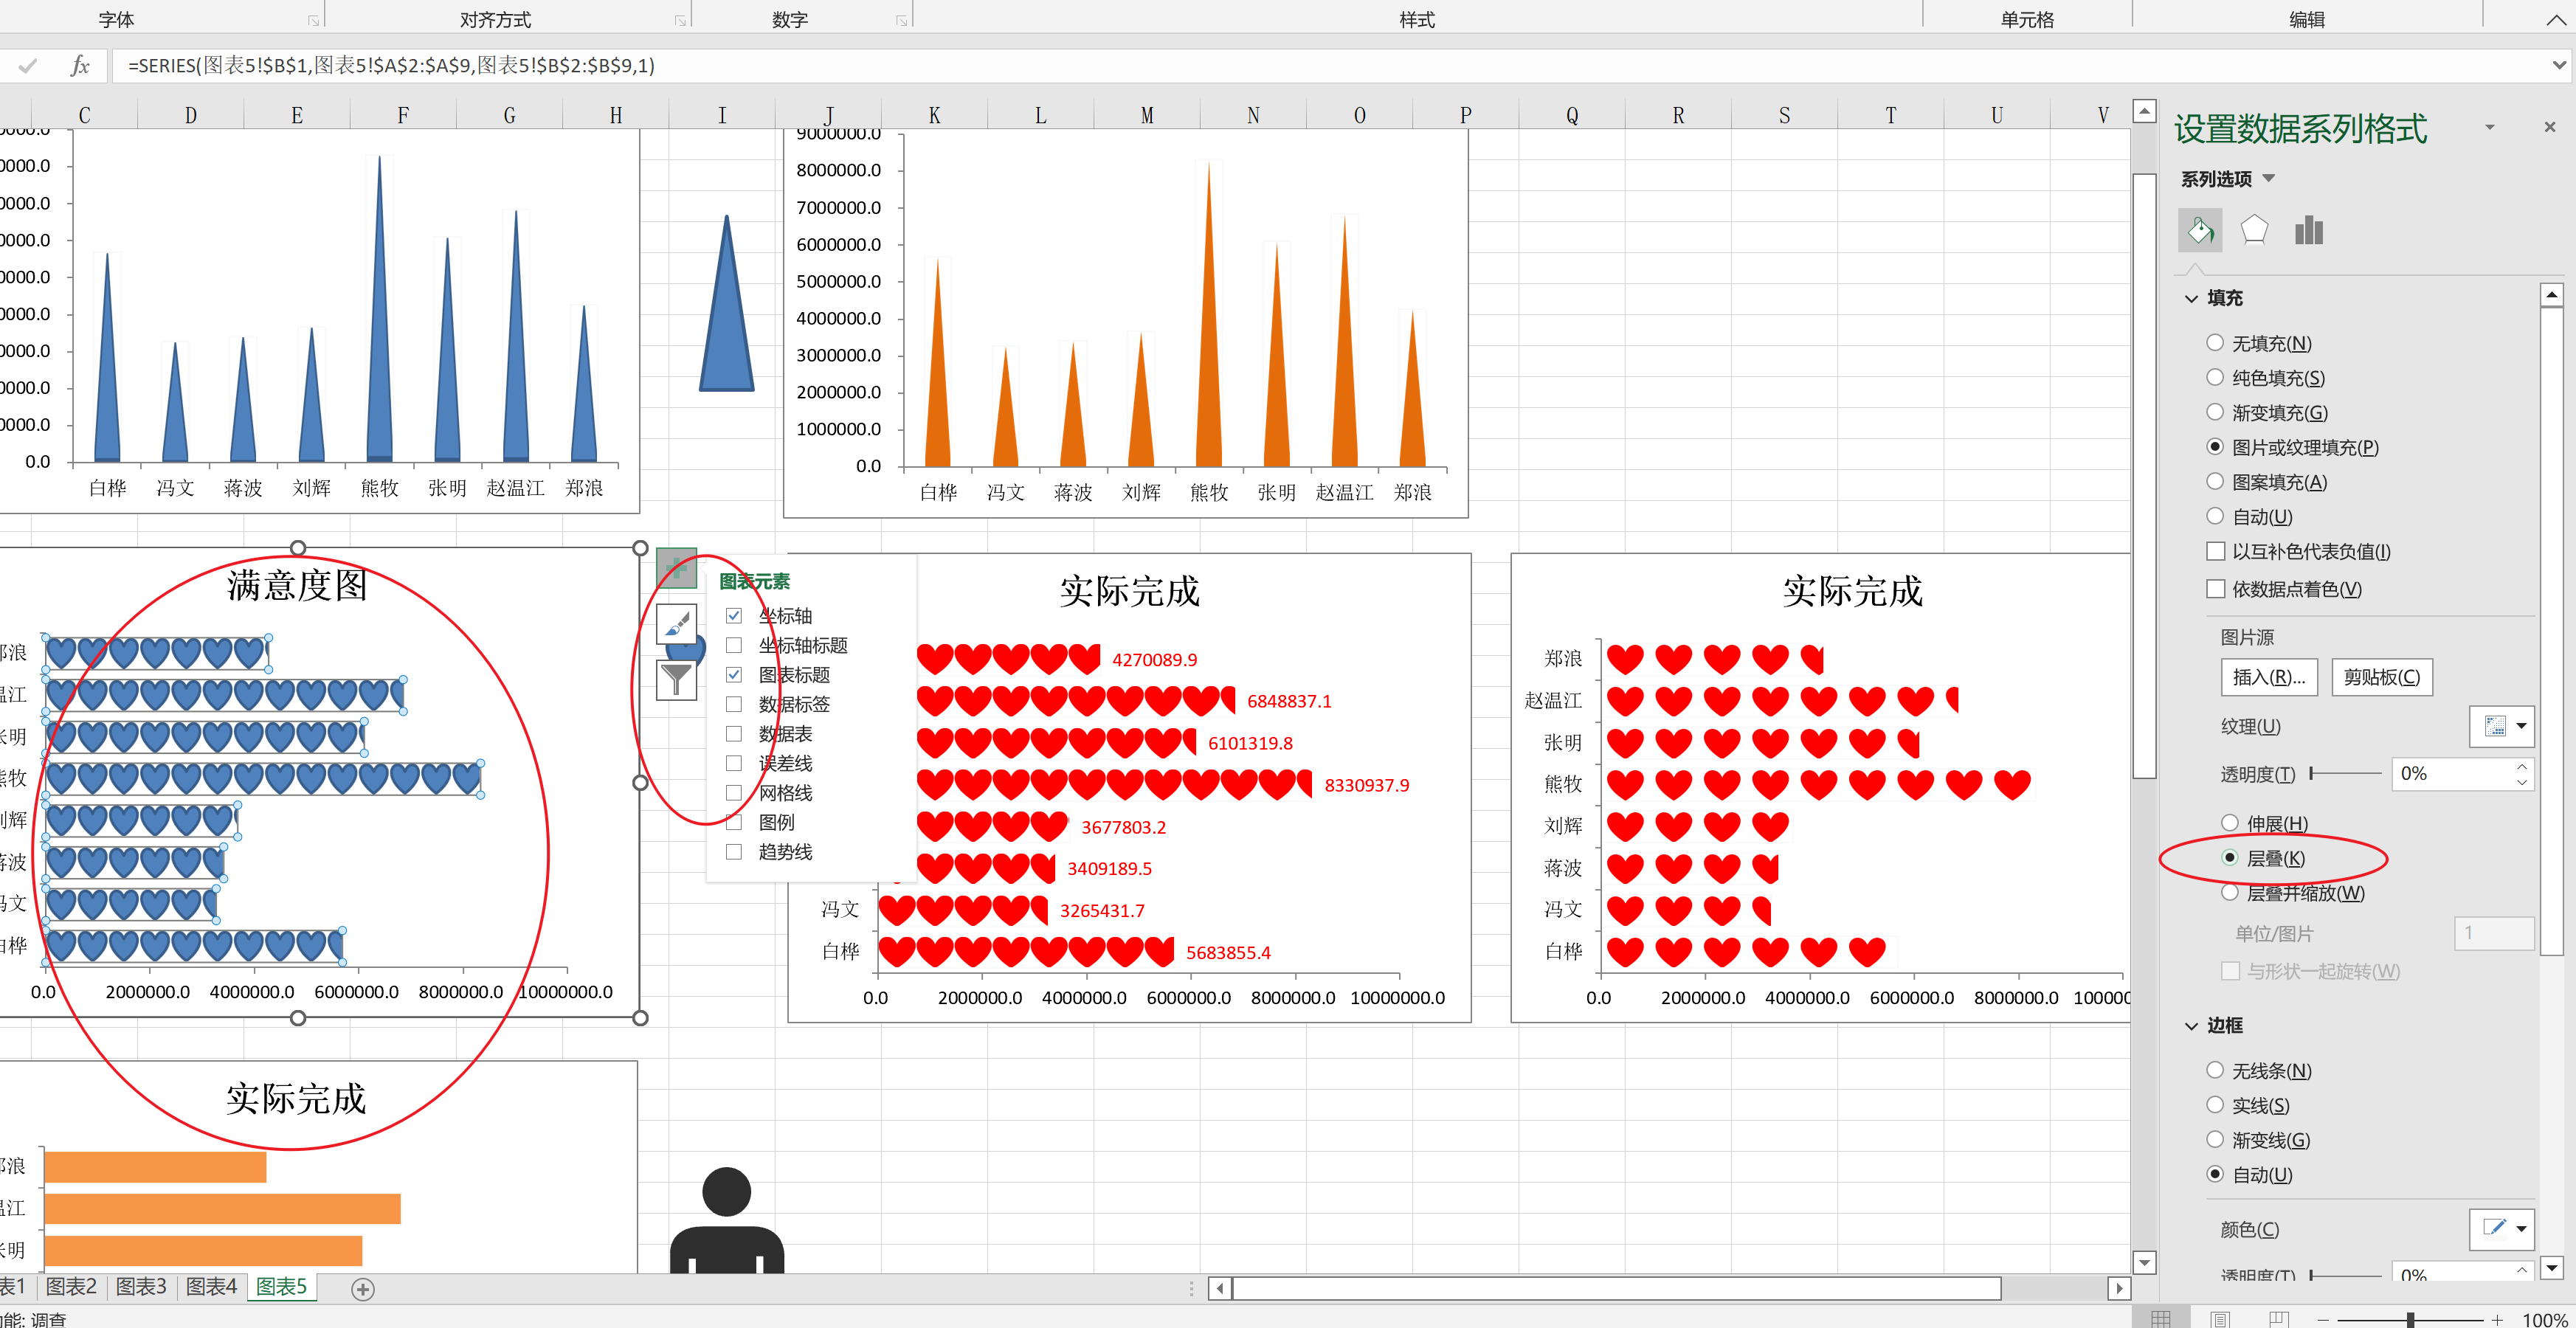 字体 对齐方式 数字 样式 单元格 编辑
fx =SERIES(图表5!$B$1,图表5!$A$2:$A$9,图表5!$B$2:$B$9,1)
C D E F G H I J K L M N O P Q R S T U V
0.0
白桦 冯文 蒋波 刘辉 熊牧 张明 赵温江 郑浪
9000000.0
8000000.0
7000000.0
6000000.0
5000000.0
4000000.0
3000000.0
2000000.0
1000000.0
0.0
白桦 冯文 蒋波 刘辉 熊牧 张明 赵温江 郑浪
满意度图
0.0 2000000.0 4000000.0 6000000.0 8000000.0 10000000.0
图表元素
坐标轴
坐标轴标题
图表标题
数据标签
数据表
误差线
网格线
图例
趋势线
实际完成
4270089.9
6848837.1
6101319.8
8330937.9
3677803.2
3409189.5
冯文 3265431.7
白桦 5683855.4
0.0 2000000.0 4000000.0 6000000.0 8000000.0 10000000.0
实际完成
郑浪
赵温江
张明
熊牧
刘辉
蒋波
冯文
白桦
0.0 2000000.0 4000000.0 6000000.0 8000000.0
实际完成
图表2 图表3 图表4 图表5
设置数据系列格式
系列选项
填充
无填充(N)
纯色填充(S)
渐变填充(G)
图片或纹理填充(P)
图案填充(A)
自动(U)
以互补色代表负值(I)
依数据点着色(V)
图片源
插入(R)... 剪贴板(C)
纹理(U)
透明度(T) 0%
伸展(H)
层叠(K)
层叠并缩放(W)
单位/图片 1
与形状一起旋转(W)
边框
无线条(N)
实线(S)
渐变线(G)
自动(U)
颜色(C)
透明度(T) 0%
调查
100%